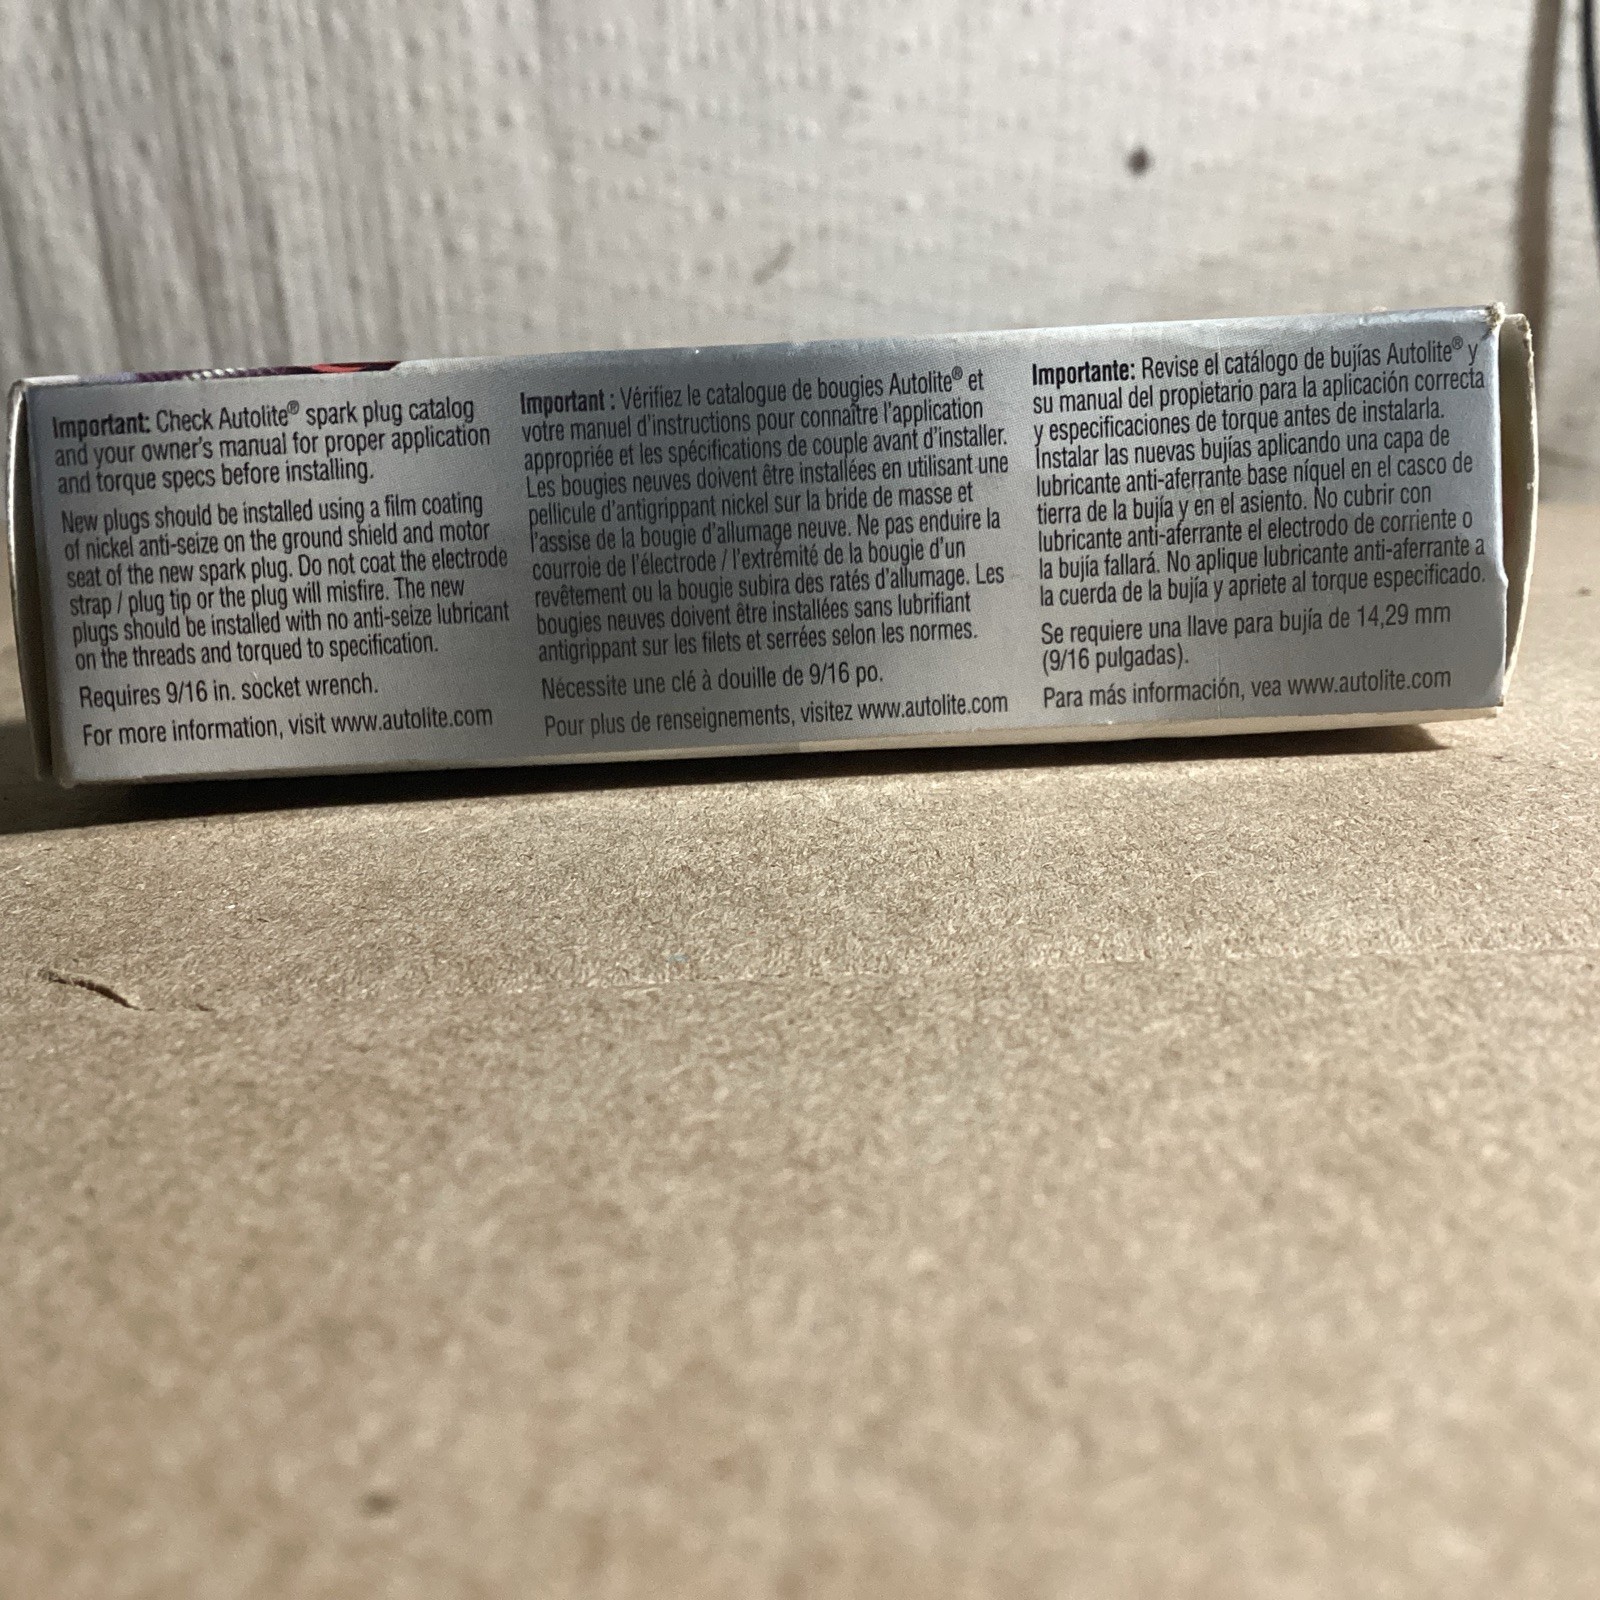 Important: Check Autolite® spark plug catalog
and your owner's manual for proper application
and torque specs before installing.
New plugs should be installed using a film coating
of nickel anti-seize on the ground shield and motor
seat of the new spark plug. Do not coat the electrode
strap / plug tip or the plug will misfire. The new
plugs should be installed with no anti-seize lubricant
on the threads and torqued to specification.
Requires 9/16 in. socket wrench.
For more information, visit www.autolite.com
Important : Vérifiez le catalogue de bougies Autolite® et
votre manuel d'instructions pour connaître l'application
appropriée et les spécifications de couple avant d'installer.
Les bougies neuves doivent être installées en utilisant une
pellicule d'antigrippant nickel sur la bride de masse et
l'assise de la bougie d'allumage neuve. Ne pas enduire la
courroie de l'électrode / l'extrémité de la bougie d'un
revêtement ou la bougie subira des ratés d'allumage. Les
bougies neuves doivent être installées sans lubrifiant
antigrippant sur les filets et serrées selon les normes.
Nécessite une clé à douille de 9/16 po.
Pour plus de renseignements, visitez www.autolite.com
Importante: Revise el catálogo de bujías Autolite® y
su manual del propietario para la aplicación correcta
y especificaciones de torque antes de instalarla.
Instalar las nuevas bujías aplicando una capa de
lubricante anti-aferrante base níquel en el casco de
tierra de la bujía y en el asiento. No cubrir con
lubricante anti-aferrante el electrodo de corriente o
la bujía fallará. No aplique lubricante anti-aferrante a
la cuerda de la bujía y apriete al torque especificado.
Se requiere una llave para bujía de 14,29 mm
(9/16 pulgadas).
Para más información, vea www.autolite.com